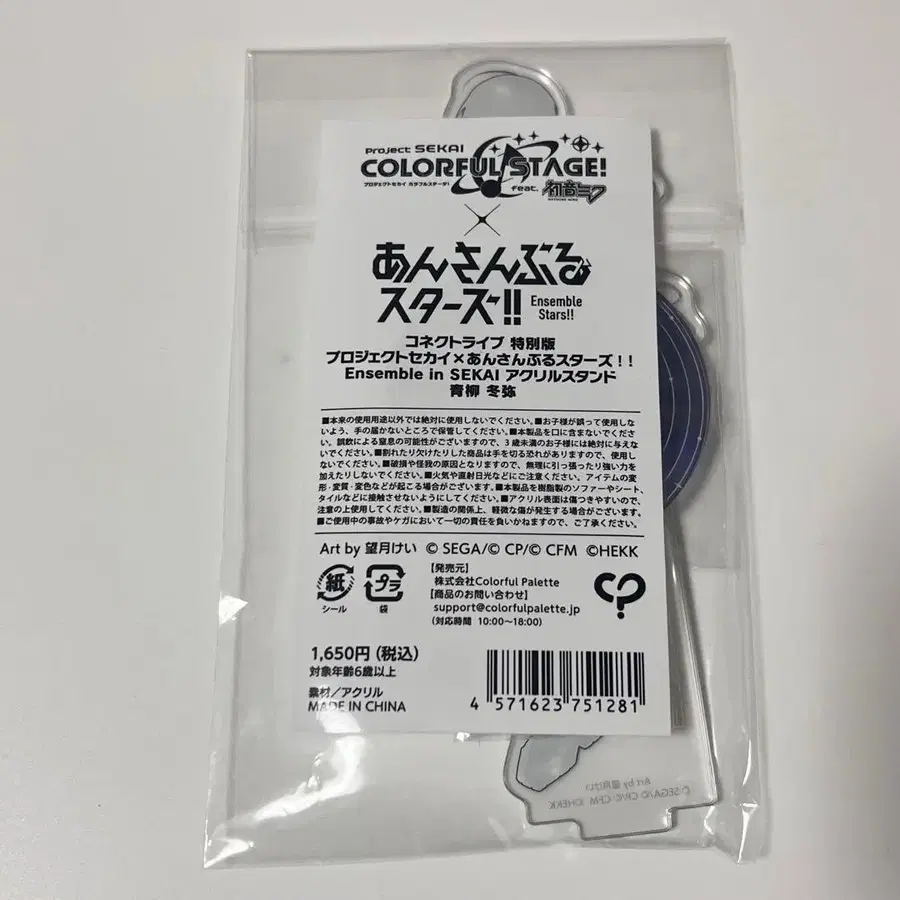 Project SEKAI
COLORFUL STAGE!
プロジェクトセカイ カラフルステージ!
feat. 初音ミク
HATSUNE MIKU
×
あんさんぶる
スターズ!!
Ensemble
Stars!!
コネクトライブ 特別版
プロジェクトセカイ×あんさんぶるスターズ！！
Ensemble in SEKAI アクリルスタンド
青柳 冬弥
■本来の使用用途以外では絶対に使用しないでください。■お子様が誤って使用しな
いよう、手の届かないところで保管してください。■本製品を口に含まないでくださ
い。誤飲による窒息の可能性がございますので、3歳未満のお子様には絶対に与えな
いでください。■割れたり欠けたりした商品は手を切る恐れがありますので、使用し
ないでください。■破損や怪我の原因となりますので、無理に引っ張ったり強い力を
加えたりしないでください。■火気や直射日光などにご注意ください。アイテムの変
形・変質・変色などが起こる場合がございます。■本製品を樹脂製のソファーやシート、
タイルなどに接触させないようにしてください。■アクリル表面は傷つきやすいので、
注意の上使用してください。■製造の関係上、軽微な傷が発生する場合がございます。
■ご使用中の事故やケガにおいて一切の責任を負いかねますので、ご了承ください。
Art by 望月けい © SEGA/© CP/© CFM ©HEKK
紙
シール
プラ
袋
【発売元】
株式会社Colorful Palette
【商品のお問い合わせ】
support@colorfulpalette.jp
(対応時間 10:00～18:00)
1,650円(税込)
対象年齢6歳以上
素材／アクリル
MADE IN CHINA
4 571623 751281
Art by 望月けい
© SEGA/© CP/© CFM ©HEKK